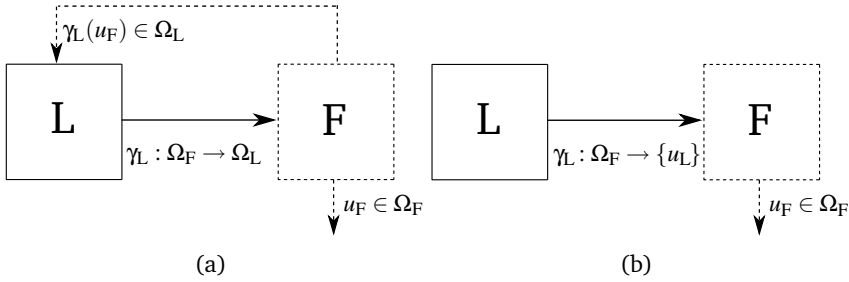 γL(uF) ∈ ΩL
L
F
γL : ΩF → ΩL
uF ∈ ΩF
(a)
L
F
γL : ΩF → {uL}
uF ∈ ΩF
(b)